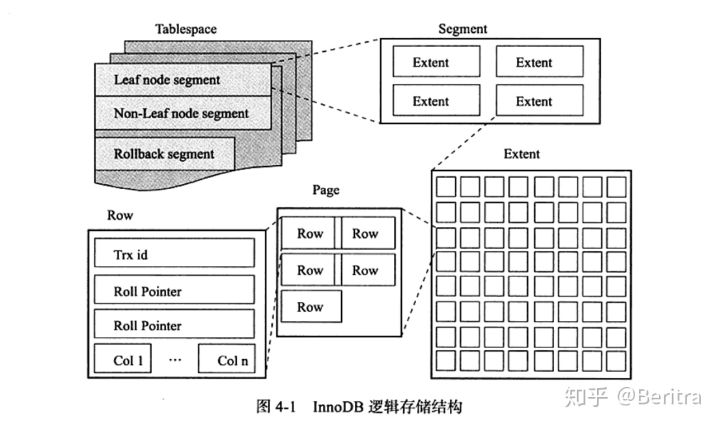 Tablespace
Leaf node segment
Non-Leaf node segment
Rollback segment
Segment
Extent Extent
Extent Extent
Extent
Page
Row Row
Row Row
Row
Row
Trx id
Roll Pointer
Roll Pointer
Col 1 ... Col n
图 4-1 InnoDB 逻辑存储结构
知乎 @Beritra